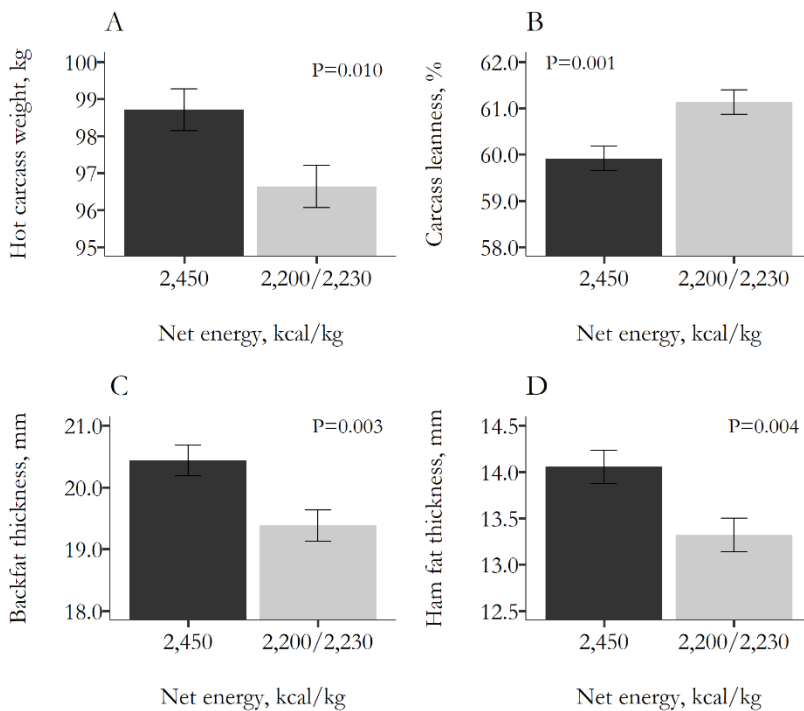 A
Hot carcass weight, kg
100
99
98
97
96
95
P=0.010
2,450
2,200/2,230
Net energy, kcal/kg
B
Carcass leanness, %
62.0
61.0
60.0
59.0
58.0
P=0.001
2,450
2,200/2,230
Net energy, kcal/kg
C
Backfat thickness, mm
21.0
20.0
19.0
18.0
P=0.003
2,450
2,200/2,230
Net energy, kcal/kg
D
Ham fat thickness, mm
14.5
14.0
13.5
13.0
12.5
P=0.004
2,450
2,200/2,230
Net energy, kcal/kg